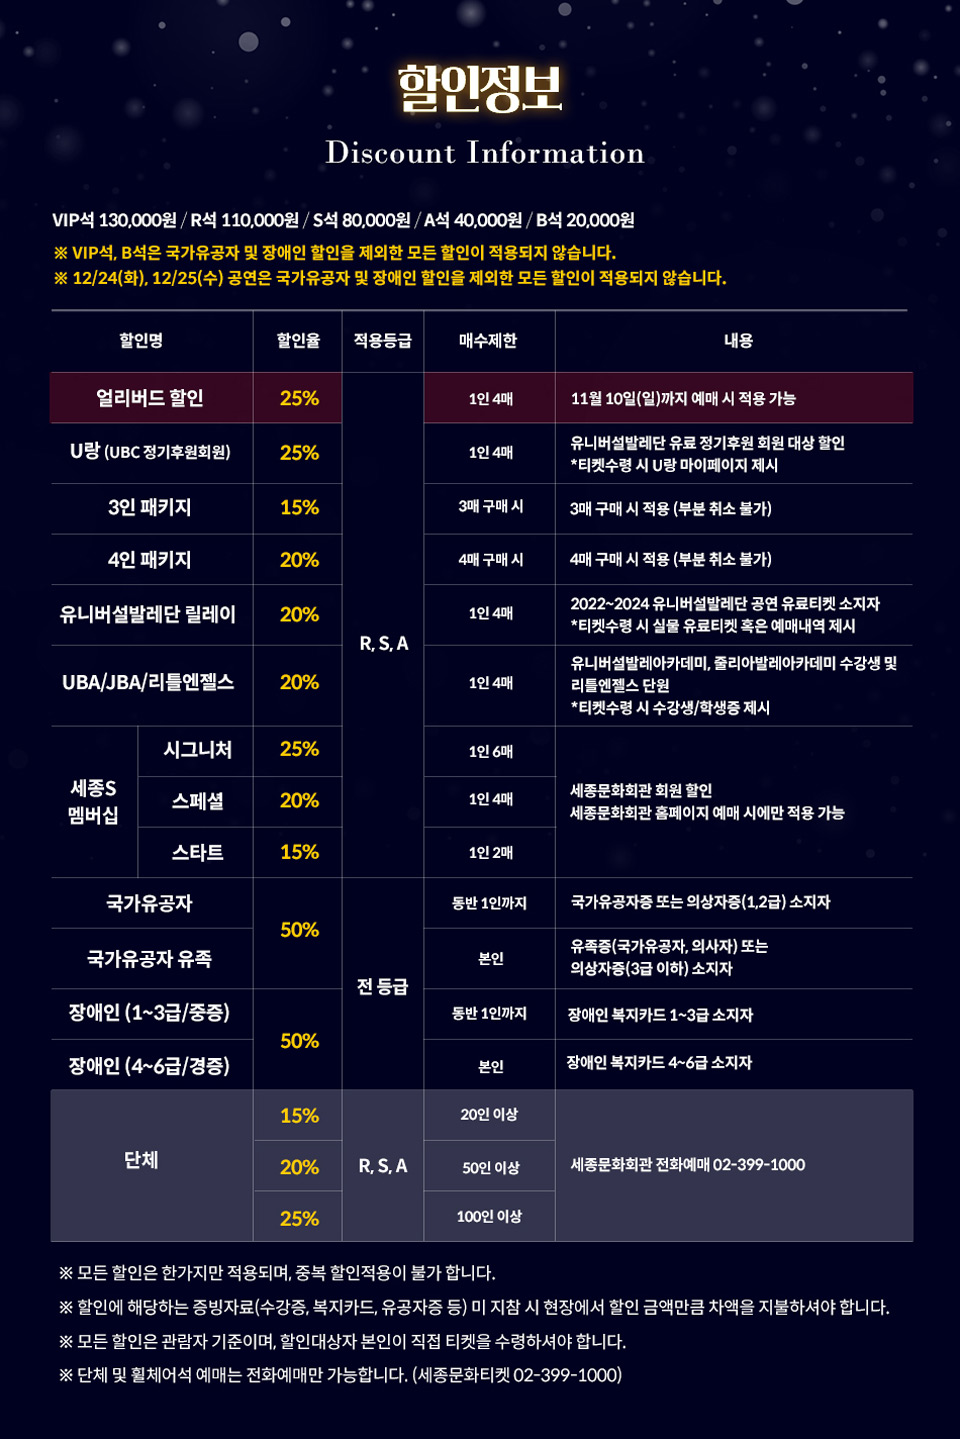 할인정보
Discount Information
VIP석 130,000원 / R석 110,000원 / S석 80,000원 / A석 40,000원 / B석 20,000원
※ VIP석, B석은 국가유공자 및 장애인 할인을 제외한 모든 할인이 적용되지 않습니다.
※ 12/24(화), 12/25(수) 공연은 국가유공자 및 장애인 할인을 제외한 모든 할인이 적용되지 않습니다.
할인명 할인율 적용등급 매수제한 내용
얼리버드 할인 25% 1인 4매 11월 10일(일)까지 예매 시 적용 가능
U랑 (UBC 정기후원회원) 25% 1인 4매 유니버설발레단 유료 정기후원 회원 대상 할인
*티켓수령 시 U랑 마이페이지 제시
3인 패키지 15% 3매 구매 시 3매 구매 시 적용 (부분 취소 불가)
4인 패키지 20% 4매 구매 시 4매 구매 시 적용 (부분 취소 불가)
유니버설발레단 릴레이 20% 1인 4매 2022~2024 유니버설발레단 공연 유료티켓 소지자
*티켓수령 시 실물 유료티켓 혹은 예매내역 제시
R, S, A
UBA/JBA/리틀엔젤스 20% 1인 4매 유니버설발레아카데미, 줄리아발레아카데미 수강생 및
리틀엔젤스 단원
*티켓수령 시 수강생/학생증 제시
세종S
멤버십
시그니처 25% 1인 6매
스페셜 20% 1인 4매
스타트 15% 1인 2매
세종문화회관 회원 할인
세종문화회관 홈페이지 예매 시에만 적용 가능
국가유공자 50% 동반 1인까지 국가유공자증 또는 의상자증(1,2급) 소지자
국가유공자 유족 본인 유족증(국가유공자, 의사자) 또는
의상자증(3급 이하) 소지자
전 등급
장애인 (1~3급/중증) 50% 동반 1인까지 장애인 복지카드 1~3급 소지자
장애인 (4~6급/경증) 본인 장애인 복지카드 4~6급 소지자
단체
15% 20인 이상
20% R, S, A 50인 이상 세종문화회관 전화예매 02-399-1000
25% 100인 이상
※ 모든 할인은 한가지만 적용되며, 중복 할인적용이 불가 합니다.
※ 할인에 해당하는 증빙자료(수강증, 복지카드, 유공자증 등) 미 지참 시 현장에서 할인 금액만큼 차액을 지불하셔야 합니다.
※ 모든 할인은 관람자 기준이며, 할인대상자 본인이 직접 티켓을 수령하셔야 합니다.
※ 단체 및 휠체어석 예매는 전화예매만 가능합니다. (세종문화티켓 02-399-1000)